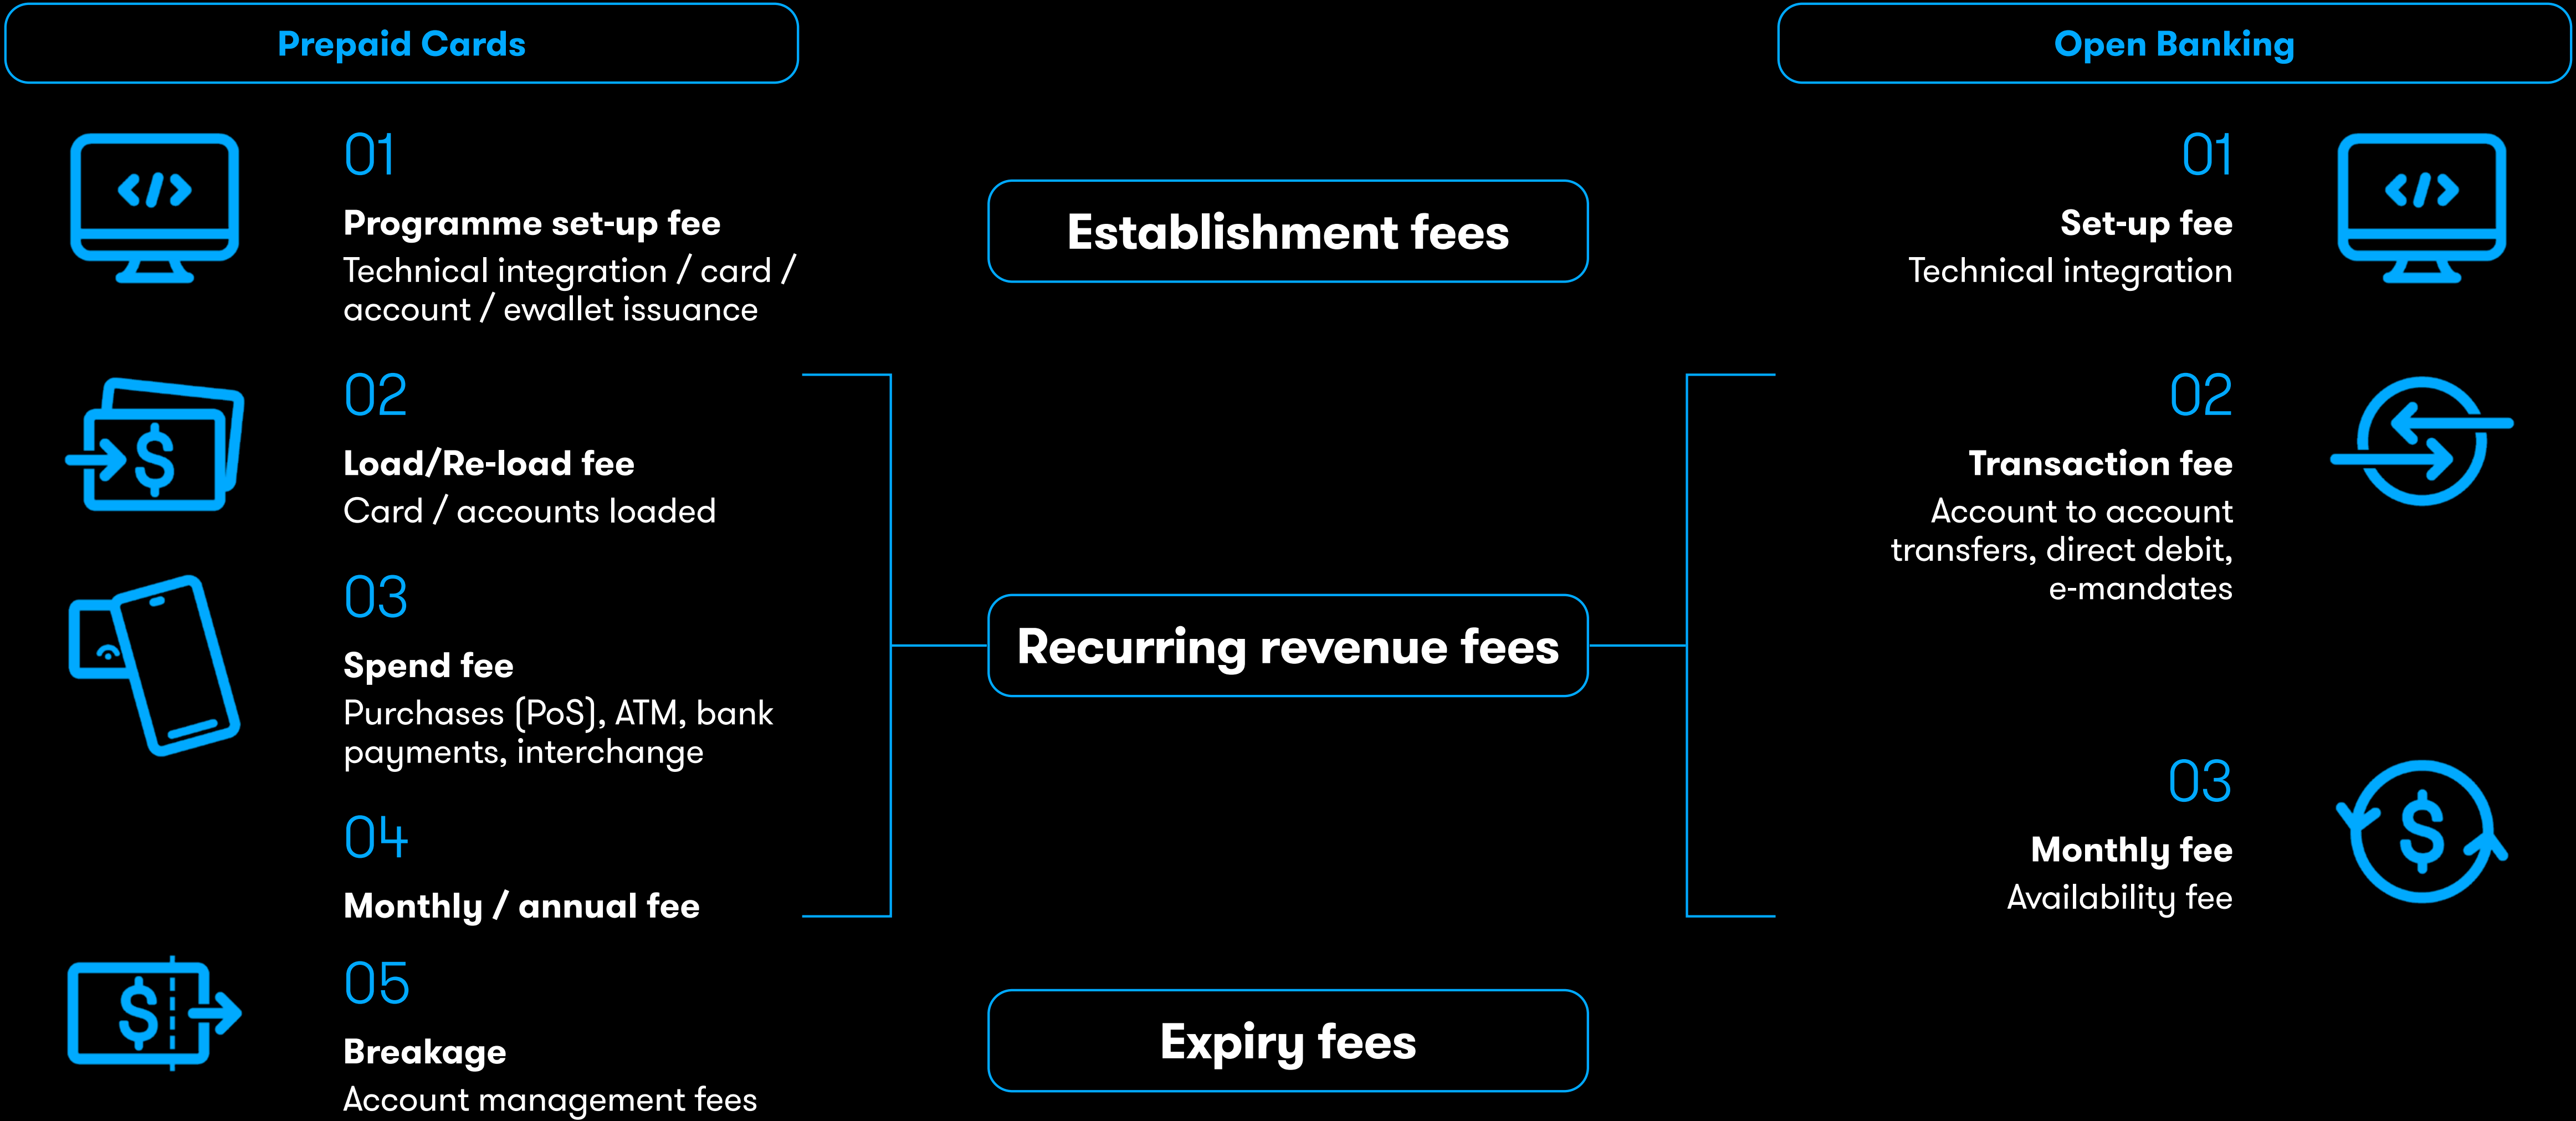 Prepaid Cards
01
Programme set-up fee
Technical integration / card /
account / ewallet issuance
02
Load/Re-load fee
Card / accounts loaded
03
Spend fee
Purchases (PoS), ATM, bank
payments, interchange
04
Monthly / annual fee
05
Breakage
Account management fees
Establishment fees
Recurring revenue fees
Expiry fees
Open Banking
01
Set-up fee
Technical integration
02
Transaction fee
Account to account
transfers, direct debit,
e-mandates
03
Monthly fee
Availability fee